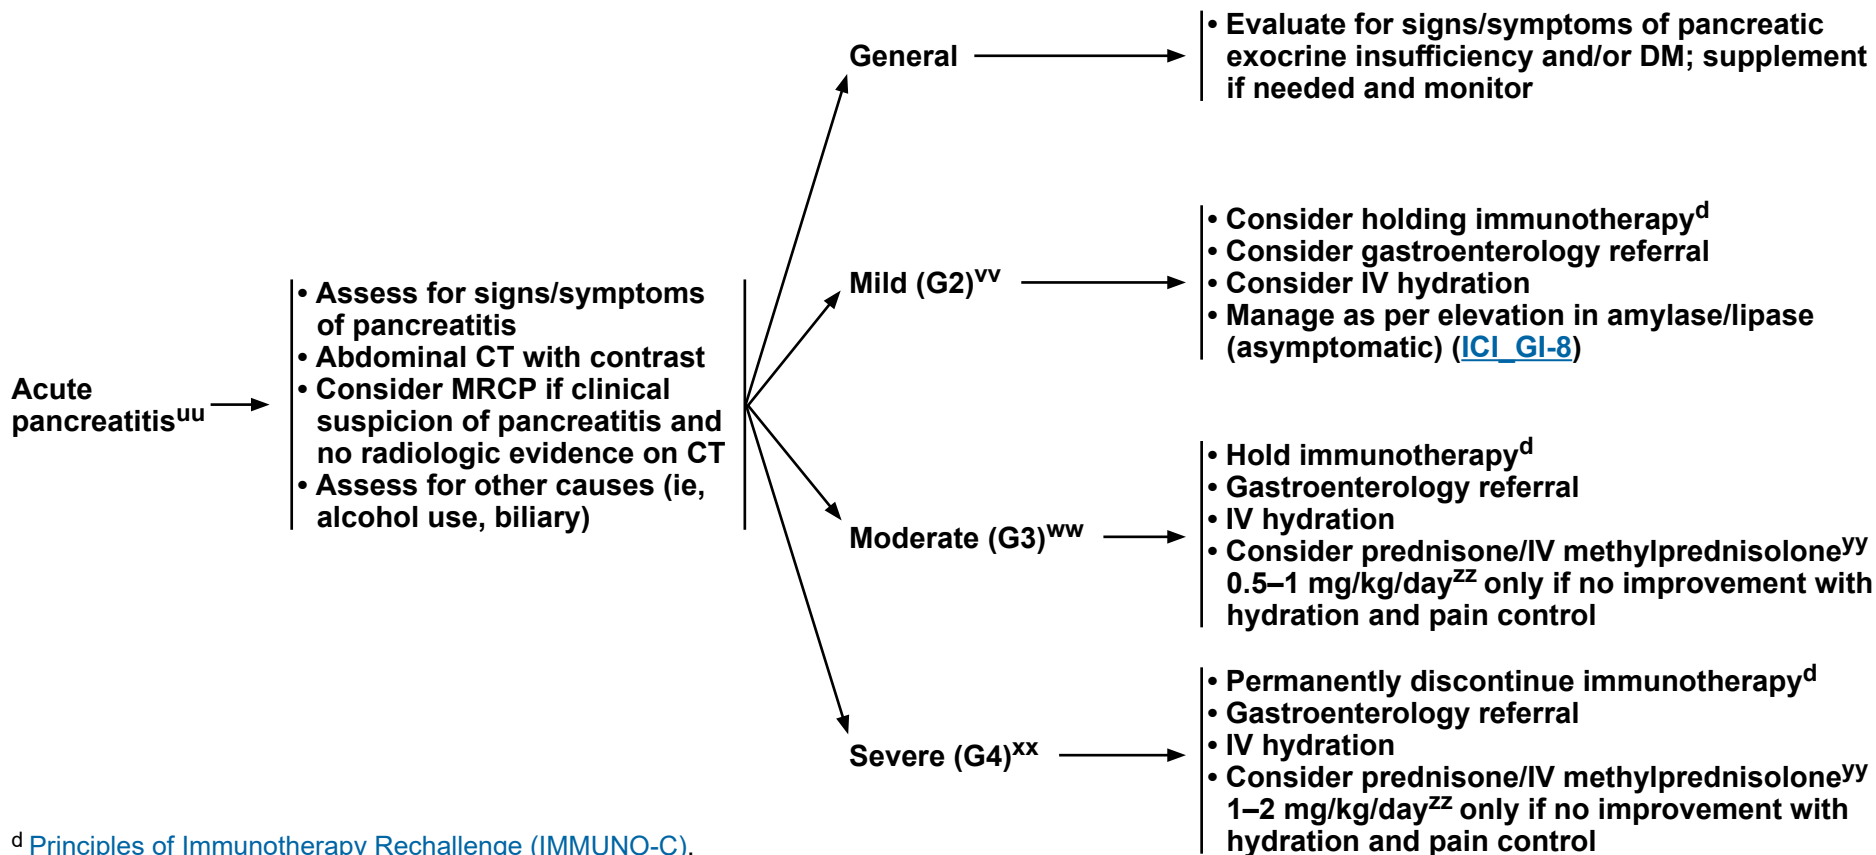 Acute
pancreatitisuu
• Assess for signs/symptoms
of pancreatitis
• Abdominal CT with contrast
• Consider MRCP if clinical
suspicion of pancreatitis and
no radiologic evidence on CT
• Assess for other causes (ie,
alcohol use, biliary)
General
• Evaluate for signs/symptoms of pancreatic
exocrine insufficiency and/or DM; supplement
if needed and monitor
Mild (G2)vv
• Consider holding immunotherapyd
• Consider gastroenterology referral
• Consider IV hydration
• Manage as per elevation in amylase/lipase
(asymptomatic) (ICI_GI-8)
Moderate (G3)ww
• Hold immunotherapyd
• Gastroenterology referral
• IV hydration
• Consider prednisone/IV methylprednisoloneyy
0.5–1 mg/kg/dayzz only if no improvement with
hydration and pain control
Severe (G4)xx
• Permanently discontinue immunotherapyd
• Gastroenterology referral
• IV hydration
• Consider prednisone/IV methylprednisoloneyy
1–2 mg/kg/dayzz only if no improvement with
hydration and pain control
d Principles of Immunotherapy Rechallenge (IMMUNO-C).